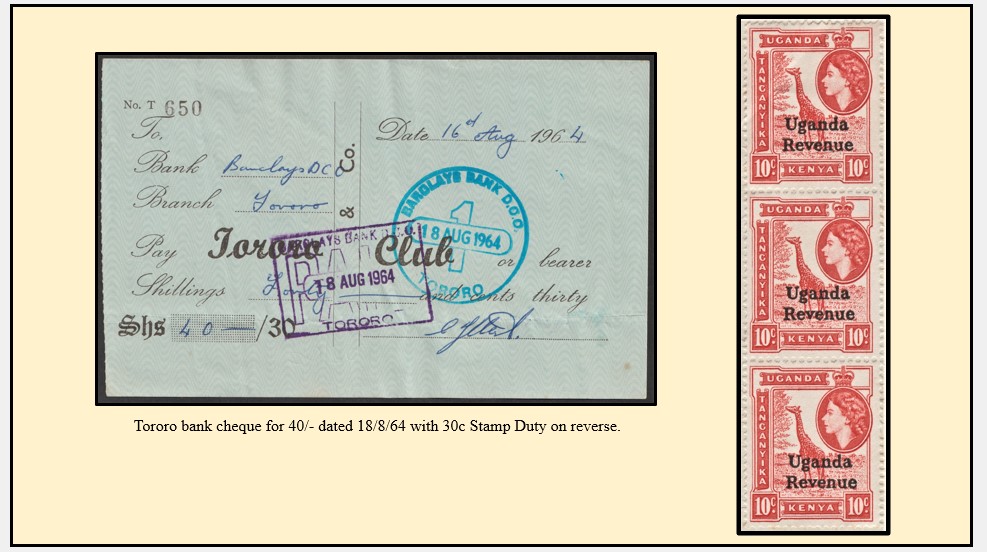 No. T 650
To.
Date 16th Aug 1964
Bank Barclays DCO
Branch Tororo
& Co.
Pay Tororo Club or bearer
Shillings Forty and cents thirty
Shs 40 — /30
BARCLAYS BANK D.C.O.
18 AUG 1964
TORORO
BARCLAYS BANK D.C.O.
PAID
18 AUG 1964
TORORO
Tororo bank cheque for 40/- dated 18/8/64 with 30c Stamp Duty on reverse.
UGANDA
TANGANYIKA
Uganda
Revenue
10c KENYA 10c
UGANDA
TANGANYIKA
Uganda
Revenue
10c KENYA 10c
UGANDA
TANGANYIKA
Uganda
Revenue
10c KENYA 10c